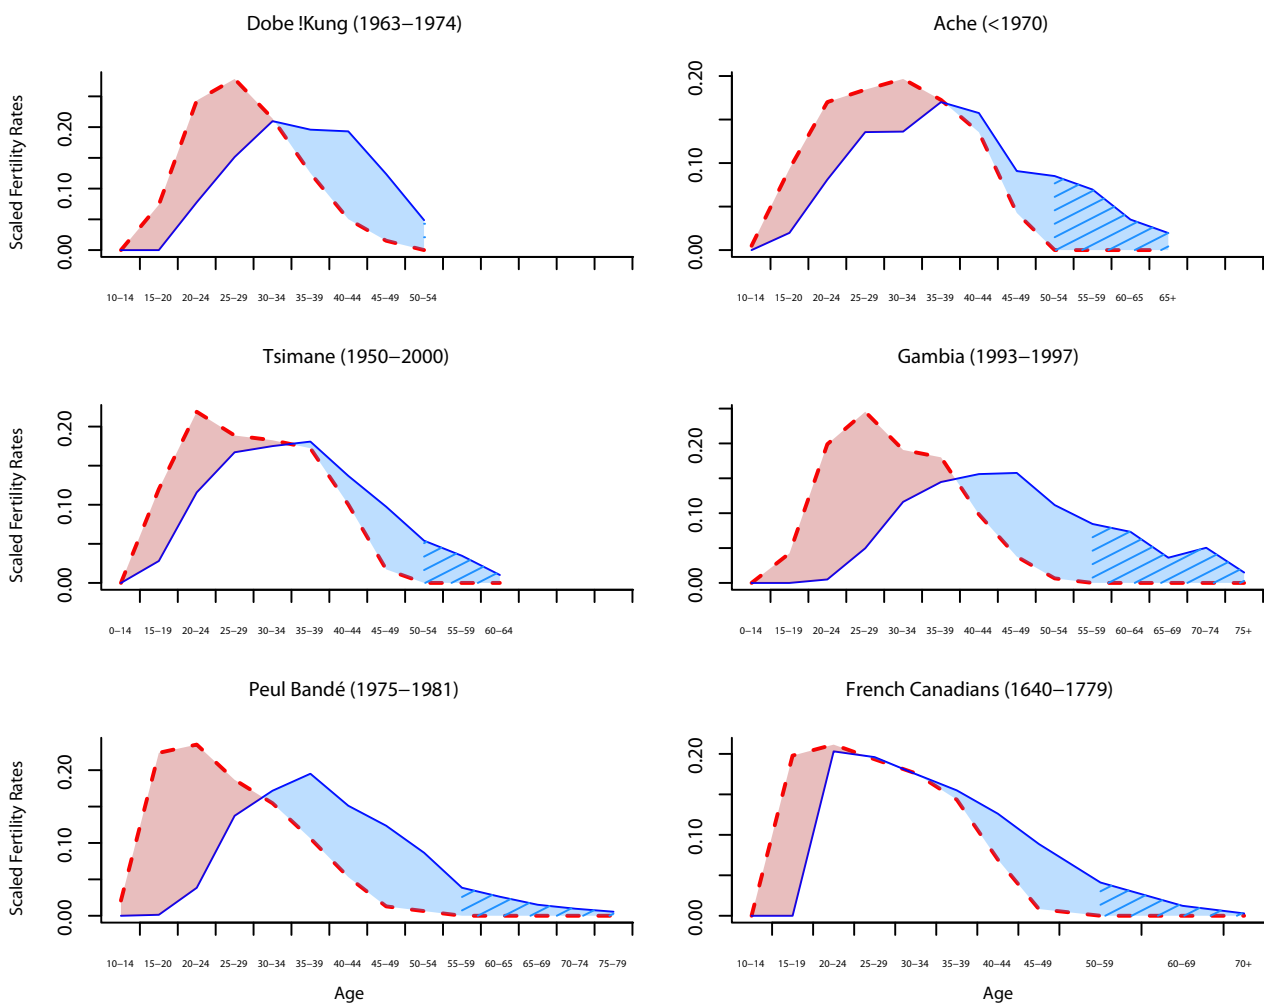 Dobe !Kung (1963−1974)
Scaled Fertility Rates
0.00 0.10 0.20
10−14 15−20 20−24 25−29 30−34 35−39 40−44 45−49 50−54
Ache (<1970)
0.00 0.10 0.20
10−14 15−20 20−24 25−29 30−34 35−39 40−44 45−49 50−54 55−59 60−65 65+
Tsimane (1950−2000)
Scaled Fertility Rates
0.00 0.10 0.20
0−14 15−19 20−24 25−29 30−34 35−39 40−44 45−49 50−54 55−59 60−64
Gambia (1993−1997)
0.00 0.10 0.20
0−14 15−19 20−24 25−29 30−34 35−39 40−44 45−49 50−54 55−59 60−64 65−69 70−74 75+
Peul Bandé (1975−1981)
Scaled Fertility Rates
0.00 0.10 0.20
10−14 15−20 20−24 25−29 30−34 35−39 40−44 45−49 50−54 55−59 60−65 65−69 70−74 75−79
Age
French Canadians (1640−1779)
0.00 0.10 0.20
10−14 15−19 20−24 25−29 30−34 35−39 40−44 45−49 50−59 60−69 70+
Age